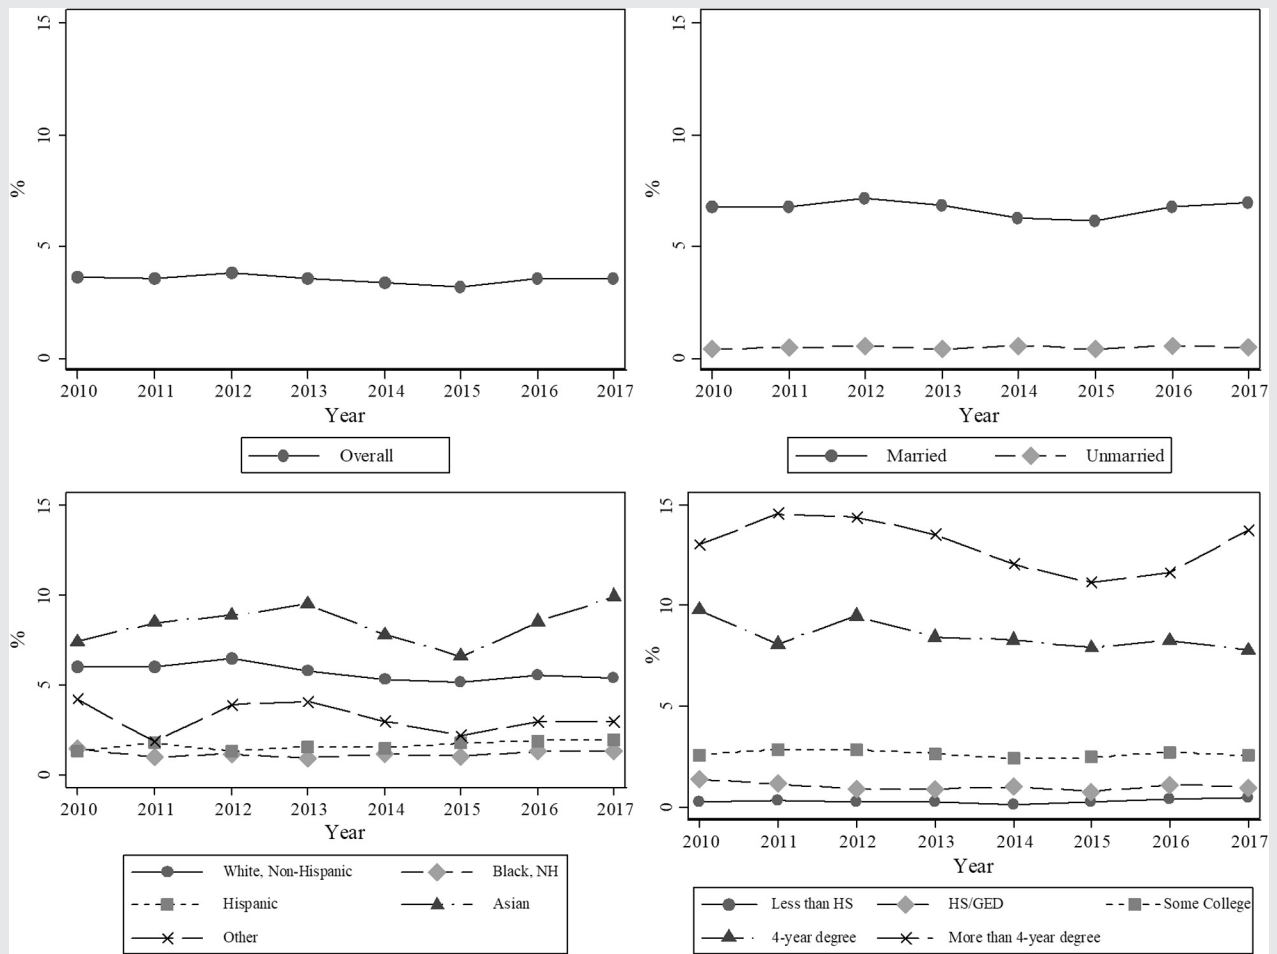 15
10
5
0
%
2010 2011 2012 2013 2014 2015 2016 2017
Year
Overall
15
10
5
0
%
2010 2011 2012 2013 2014 2015 2016 2017
Year
Married Unmarried
15
10
5
0
%
2010 2011 2012 2013 2014 2015 2016 2017
Year
White, Non-Hispanic Black, NH
Hispanic Asian
Other
15
10
5
0
%
2010 2011 2012 2013 2014 2015 2016 2017
Year
Less than HS HS/GED Some College
4-year degree More than 4-year degree